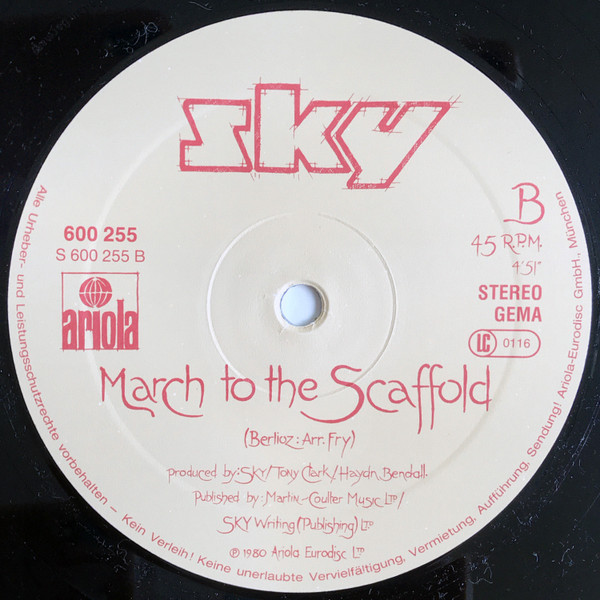 sky
600 255
S 600 255 B
ariola
B
45 R.P.M.
4'51"
STEREO
GEMA
LC 0116
March to the Scaffold
(Berlioz : Arr. Fry)
produced by: SKY/Tony Clark/Haydn Bendall.
Published by: Martin-Coulter Music LTD/
SKY Writing (Publishing) LTD
℗ 1980 Ariola Eurodisc LTD
Alle Urheber- und Leistungsschutzrechte vorbehalten – Kein Verleih! Keine unerlaubte Vervielfältigung, Vermietung, Aufführung, Sendung! Ariola-Eurodisc GmbH., München